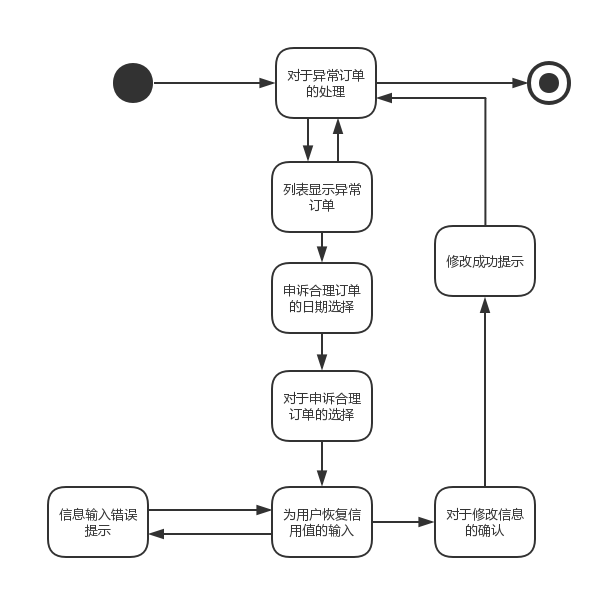 对于异常订单
的处理
列表显示异常
订单
修改成功提示
申诉合理订单
的日期选择
对于申诉合理
订单的选择
信息输入错误
提示
为用户恢复信
用值的输入
对于修改信息
的确认